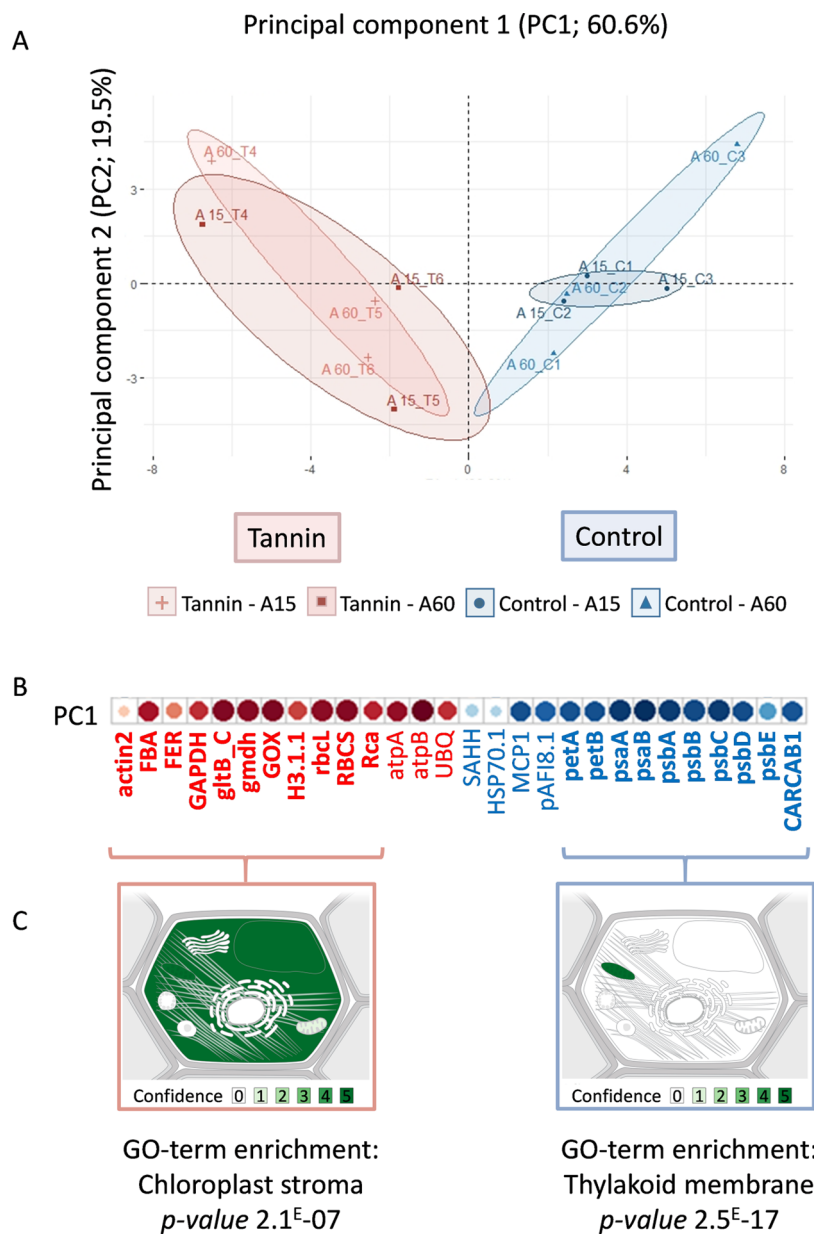 A
Principal component 1 (PC1; 60.6%)
Principal component 2 (PC2; 19.5%)
A 60_T4
A 60_C3
3
A 15_T4
A 15_T6
A 15_C1
A 15_C3
0
A 60_C2
A 60_T5
A 15_C2
A 60_T6
A 60_C1
-3
A 15_T5
-8
-4
0
4
8
Tannin
Control
Tannin - A15
Tannin - A60
Control - A15
Control - A60
B
PC1
actin2
FBA
FER
GAPDH
gltB_C
gmdh
GOX
H3.1.1
rbcL
RBCS
Rca
atpA
atpB
UBQ
SAHH
HSP70.1
MCP1
pAFI8.1
petA
petB
psaA
psaB
psbA
psbB
psbC
psbD
psbE
CARCAB1
C
Confidence 0 1 2 3 4 5
Confidence 0 1 2 3 4 5
GO-term enrichment:
Chloroplast stroma
p-value 2.1E-07
GO-term enrichment:
Thylakoid membrane
p-value 2.5E-17